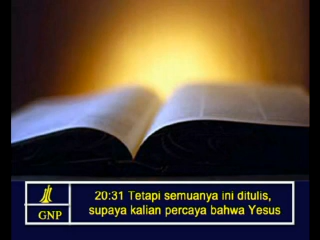 20:31 Tetapi semuanya ini ditulis,
supaya kalian percaya bahwa Yesus
GNP